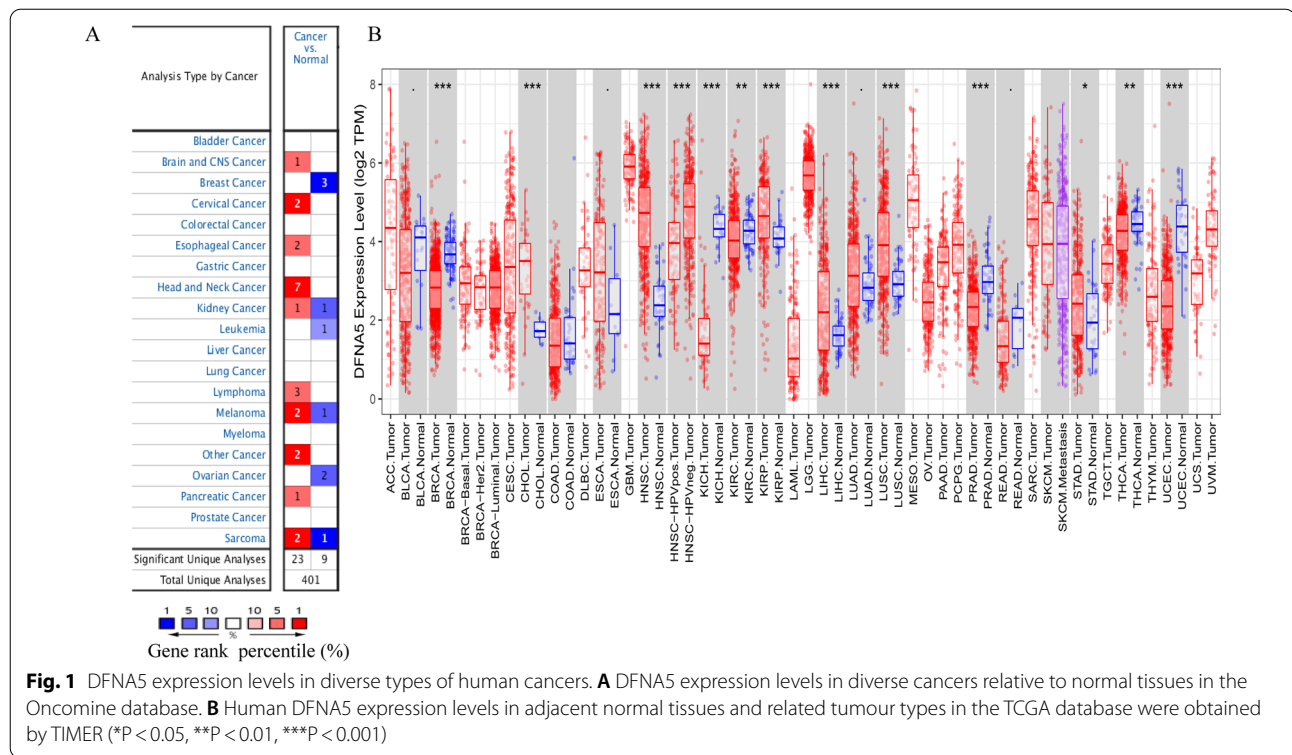 A
Analysis Type by Cancer
Cancer
vs.
Normal
Bladder Cancer
Brain and CNS Cancer 1
Breast Cancer 3
Cervical Cancer 2
Colorectal Cancer
Esophageal Cancer 2
Gastric Cancer
Head and Neck Cancer 7
Kidney Cancer 1 1
Leukemia 1
Liver Cancer
Lung Cancer
Lymphoma 3
Melanoma 2 1
Myeloma
Other Cancer 2
Ovarian Cancer 2
Pancreatic Cancer 1
Prostate Cancer
Sarcoma 2 1
Significant Unique Analyses 23 9
Total Unique Analyses 401
1 5 10 10 5 1
%
Gene rank percentile (%)
B
DFNA5 Expression Level (log2 TPM)
8
6
4
2
0
. *** *** . *** *** *** ** *** *** . *** *** . * ** ***
ACC.Tumor
BLCA.Tumor
BLCA.Normal
BRCA.Tumor
BRCA.Normal
BRCA-Basal.Tumor
BRCA-Her2.Tumor
BRCA-Luminal.Tumor
CESC.Tumor
CHOL.Tumor
CHOL.Normal
COAD.Tumor
COAD.Normal
DLBC.Tumor
ESCA.Tumor
ESCA.Normal
GBM.Tumor
HNSC.Tumor
HNSC.Normal
HNSC-HPVpos.Tumor
HNSC-HPVneg.Tumor
KICH.Tumor
KICH.Normal
KIRC.Tumor
KIRC.Normal
KIRP.Tumor
KIRP.Normal
LAML.Tumor
LGG.Tumor
LIHC.Tumor
LIHC.Normal
LUAD.Tumor
LUAD.Normal
LUSC.Tumor
LUSC.Normal
MESO.Tumor
OV.Tumor
PAAD.Tumor
PCPG.Tumor
PRAD.Tumor
PRAD.Normal
READ.Tumor
READ.Normal
SARC.Tumor
SKCM.Tumor
SKCM.Metastasis
STAD.Tumor
STAD.Normal
TGCT.Tumor
THCA.Tumor
THCA.Normal
THYM.Tumor
UCEC.Tumor
UCEC.Normal
UCS.Tumor
UVM.Tumor
Fig. 1 DFNA5 expression levels in diverse types of human cancers. A DFNA5 expression levels in diverse cancers relative to normal tissues in the
Oncomine database. B Human DFNA5 expression levels in adjacent normal tissues and related tumour types in the TCGA database were obtained
by TIMER (*P < 0.05, **P < 0.01, ***P < 0.001)